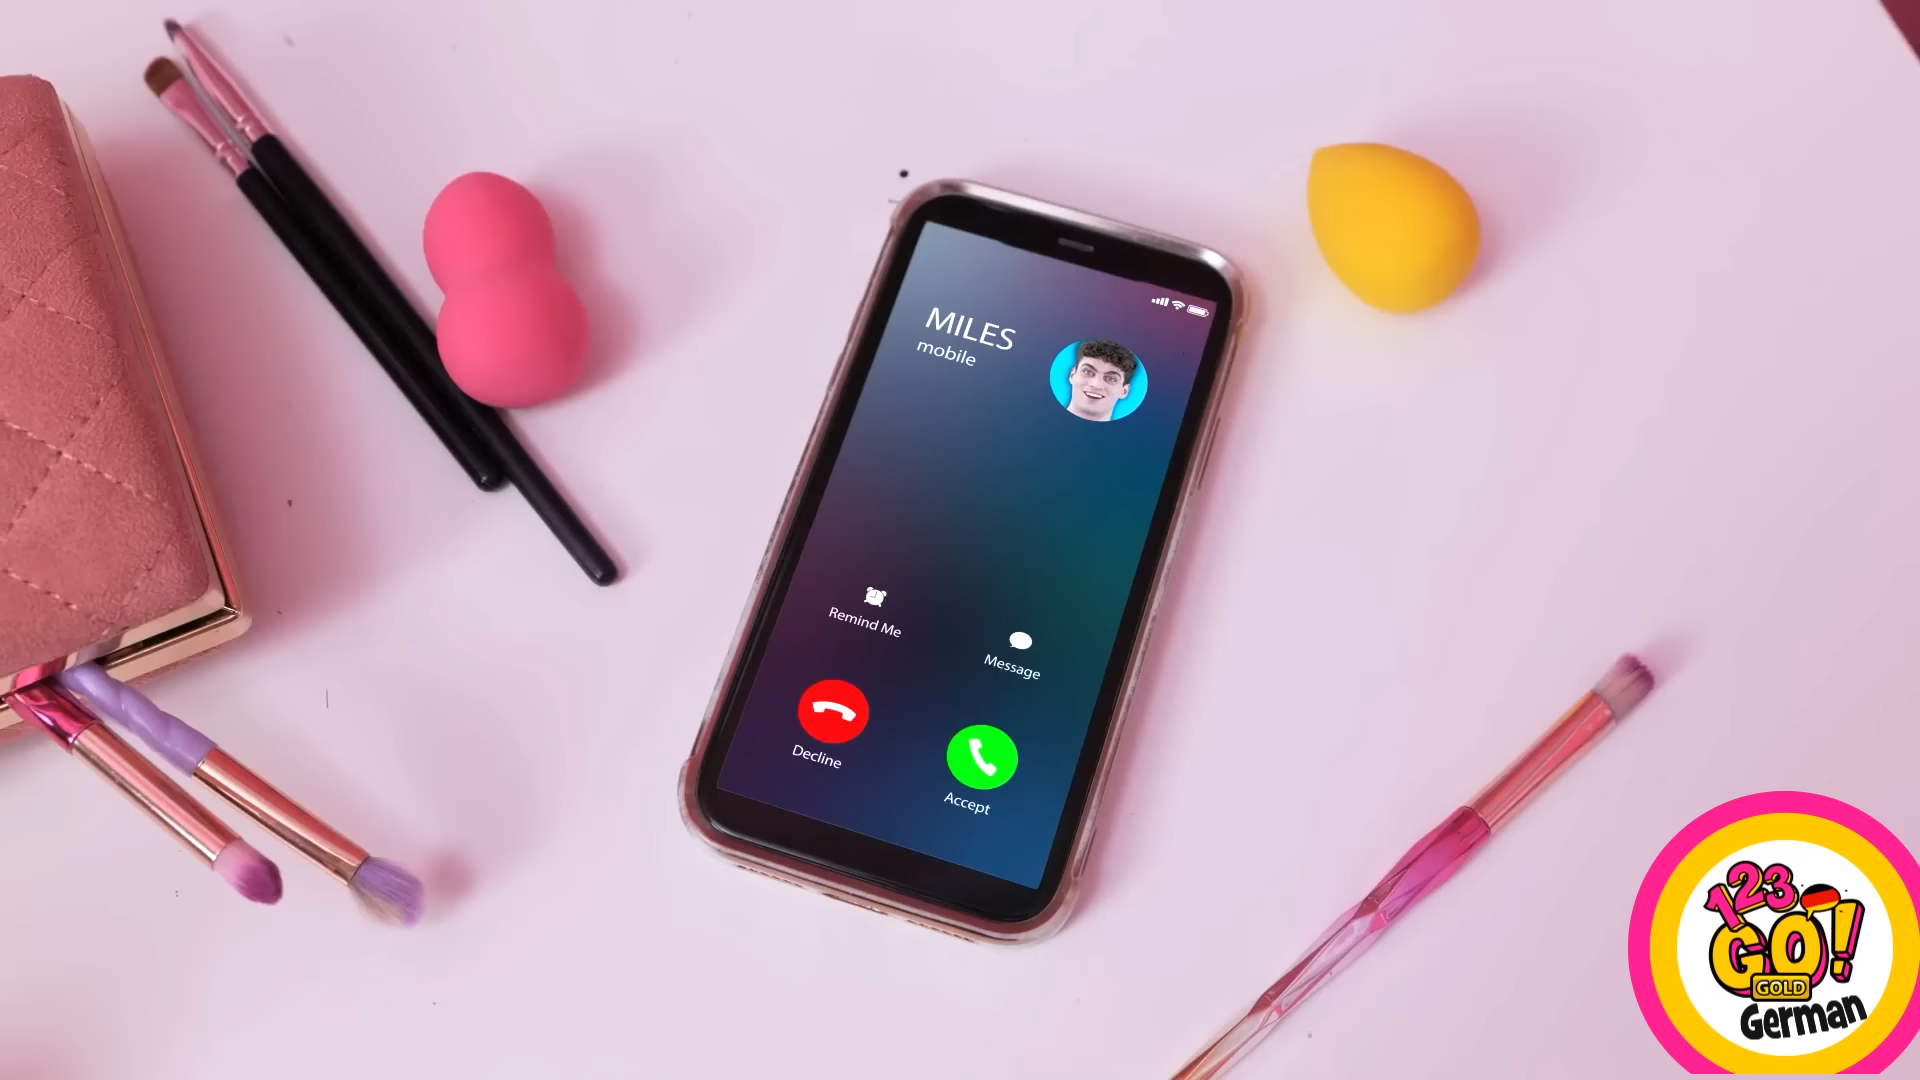 MILES
mobile
Remind Me
Message
Decline
Accept
123
GO!
GOLD
German